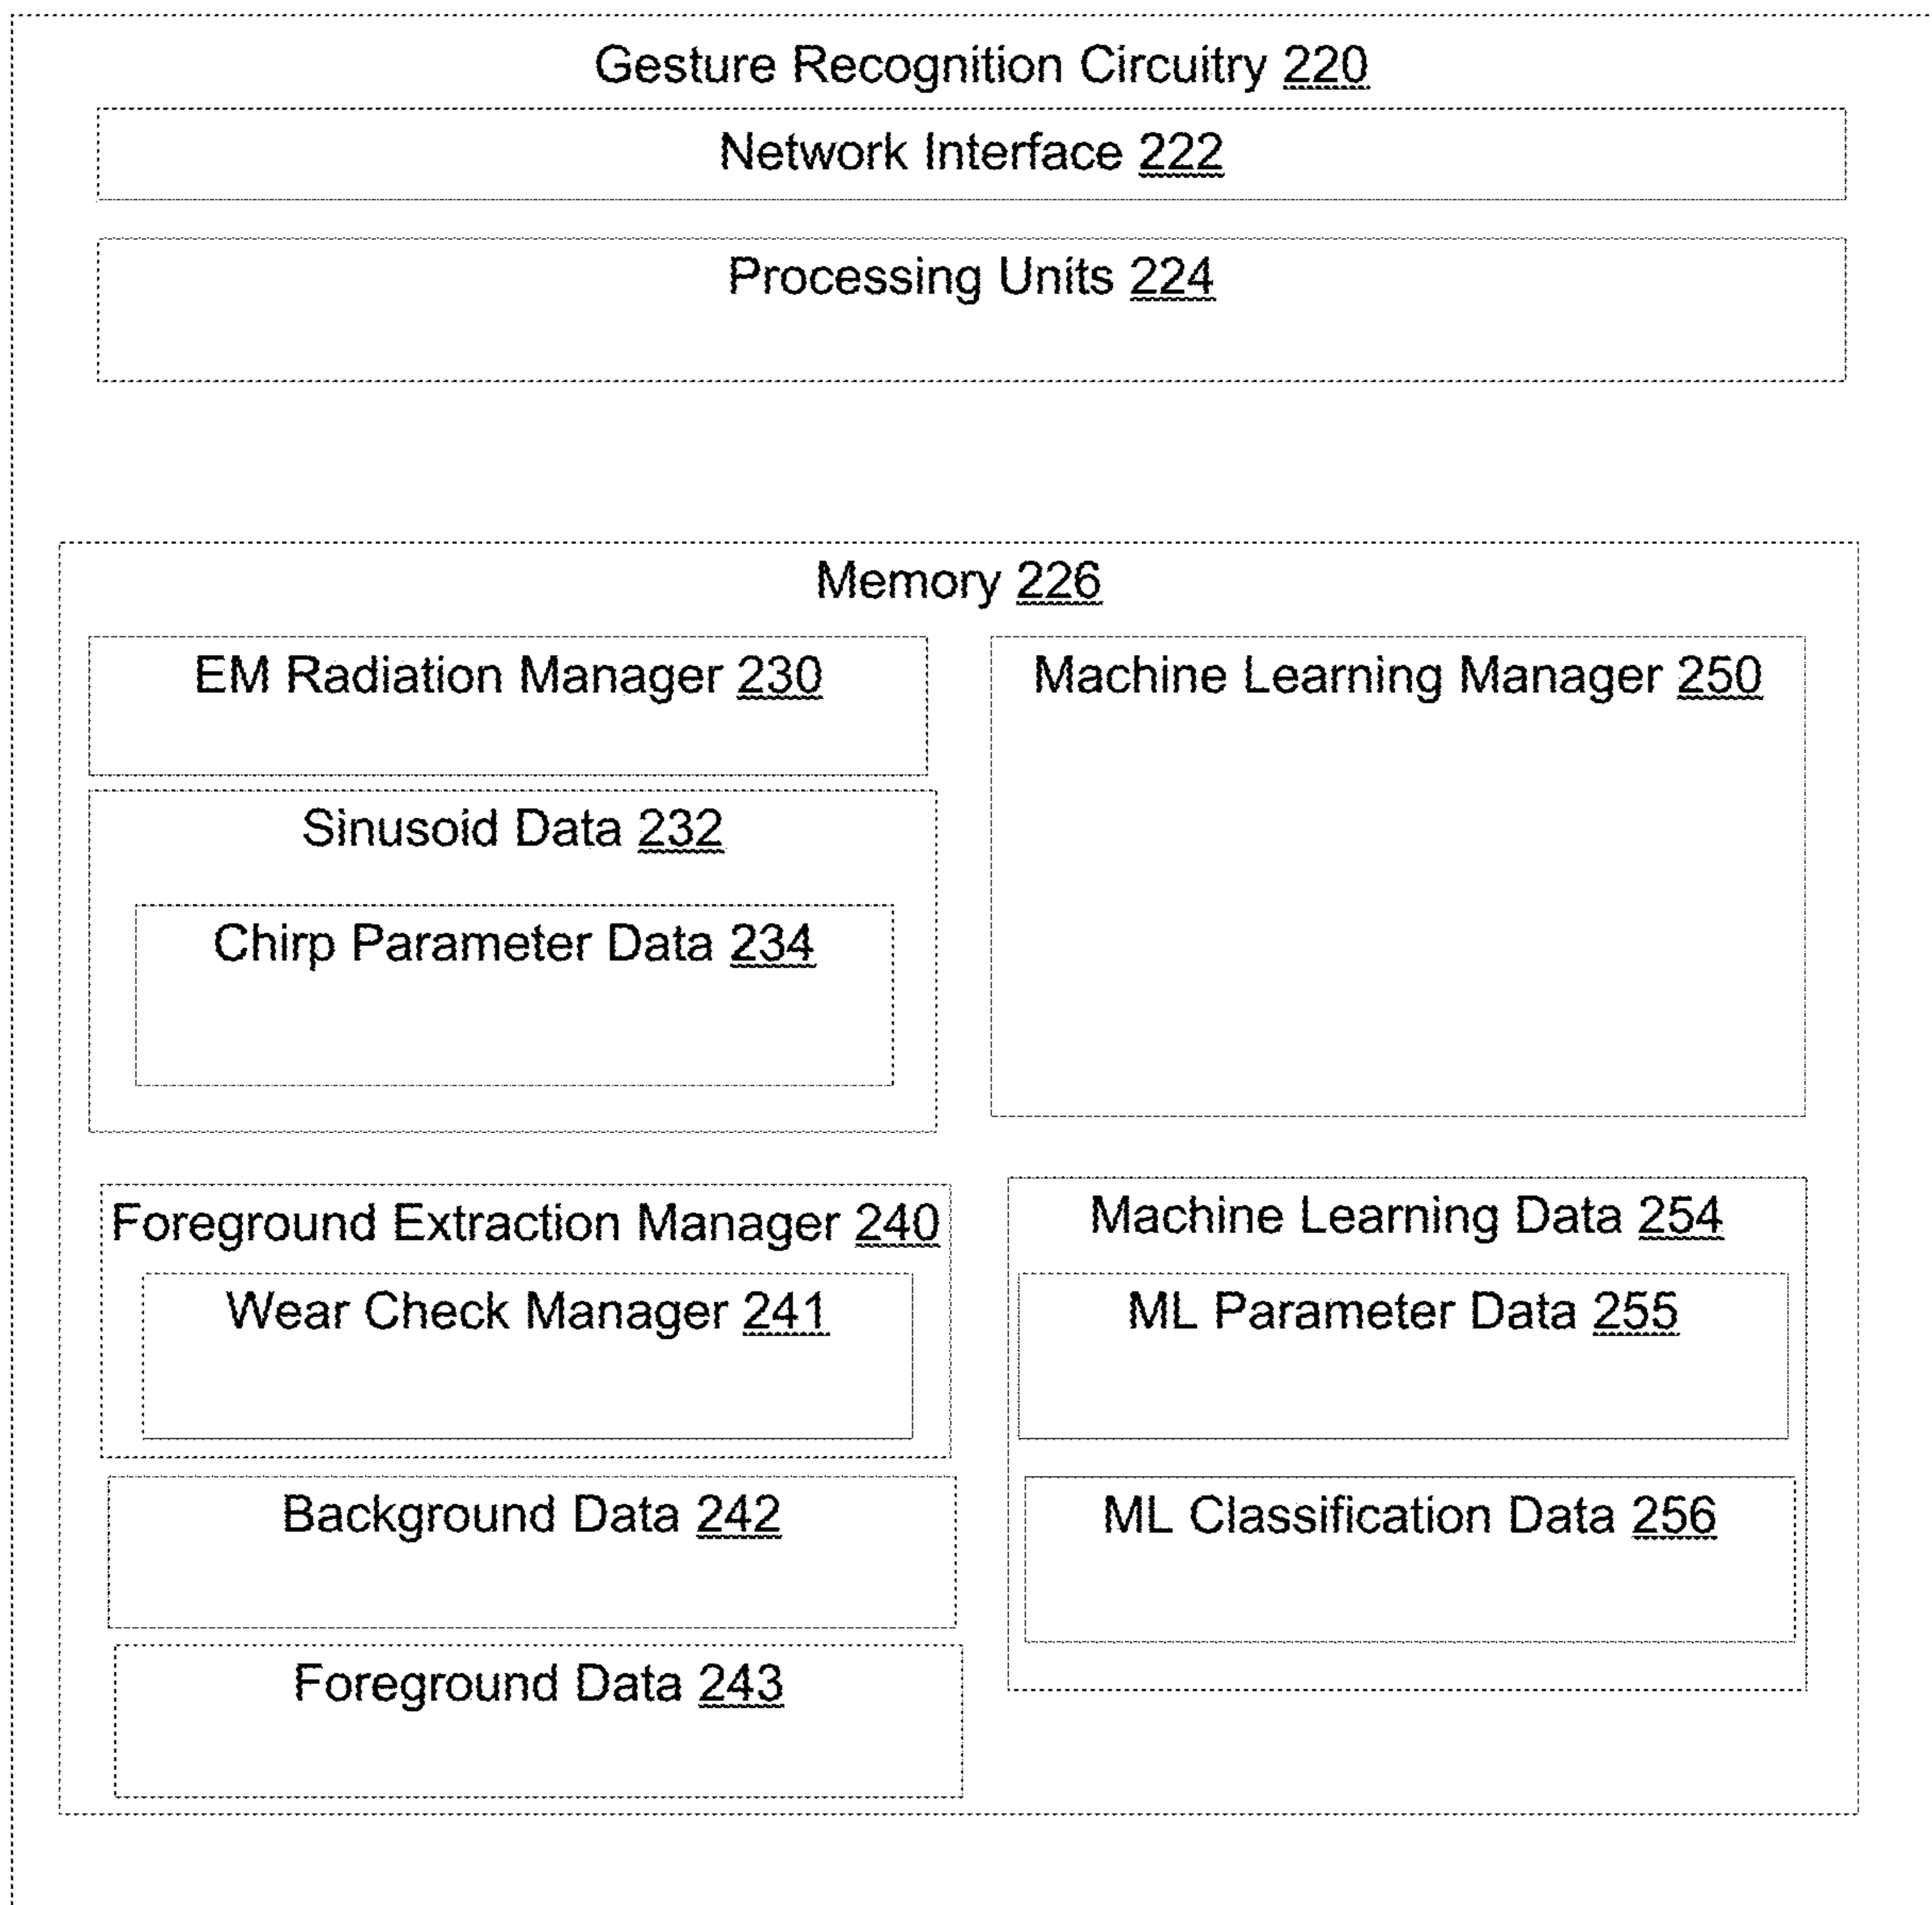 Gesture Recognition Circuitry 220
Network Interface 222
Processing Units 224
Memory 226
EM Radiation Manager 230
Sinusoid Data 232
Chirp Parameter Data 234
Foreground Extraction Manager 240
Wear Check Manager 241
Background Data 242
Foreground Data 243
Machine Learning Manager 250
Machine Learning Data 254
ML Parameter Data 255
ML Classification Data 256